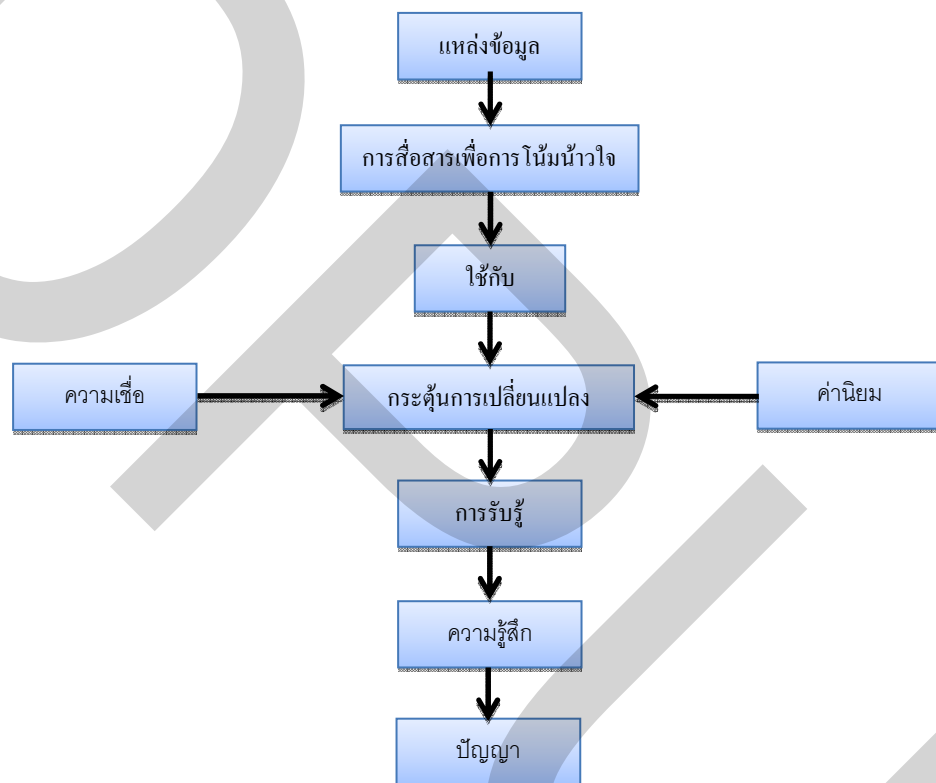 แหล่งข้อมูล
การสื่อสารเพื่อการโน้มน้าวใจ
ใช้กับ
ความเชื่อ
กระตุ้นการเปลี่ยนแปลง
ค่านิยม
การรับรู้
ความรู้สึก
ปัญญา